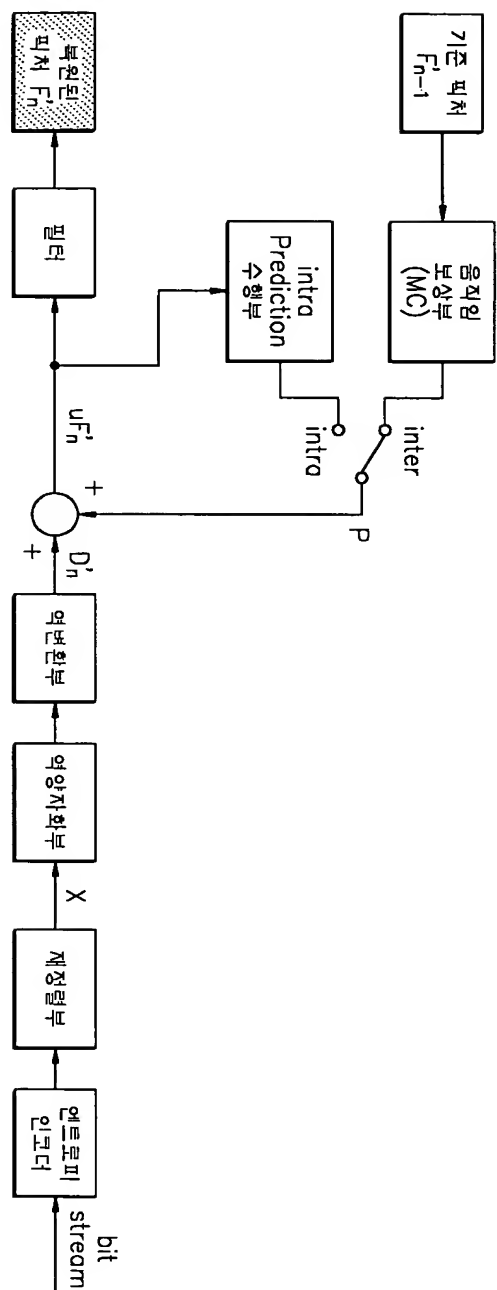 기준 픽처
F'n-1
움직임
보상부
(MC)
inter
intra
P
intra
Prediction
수행부
복원된
픽처 F'n
필터
uF'n
+
+
D'n
역변환부
역양자화부
X
재정렬부
엔트로피
인코더
bit
stream